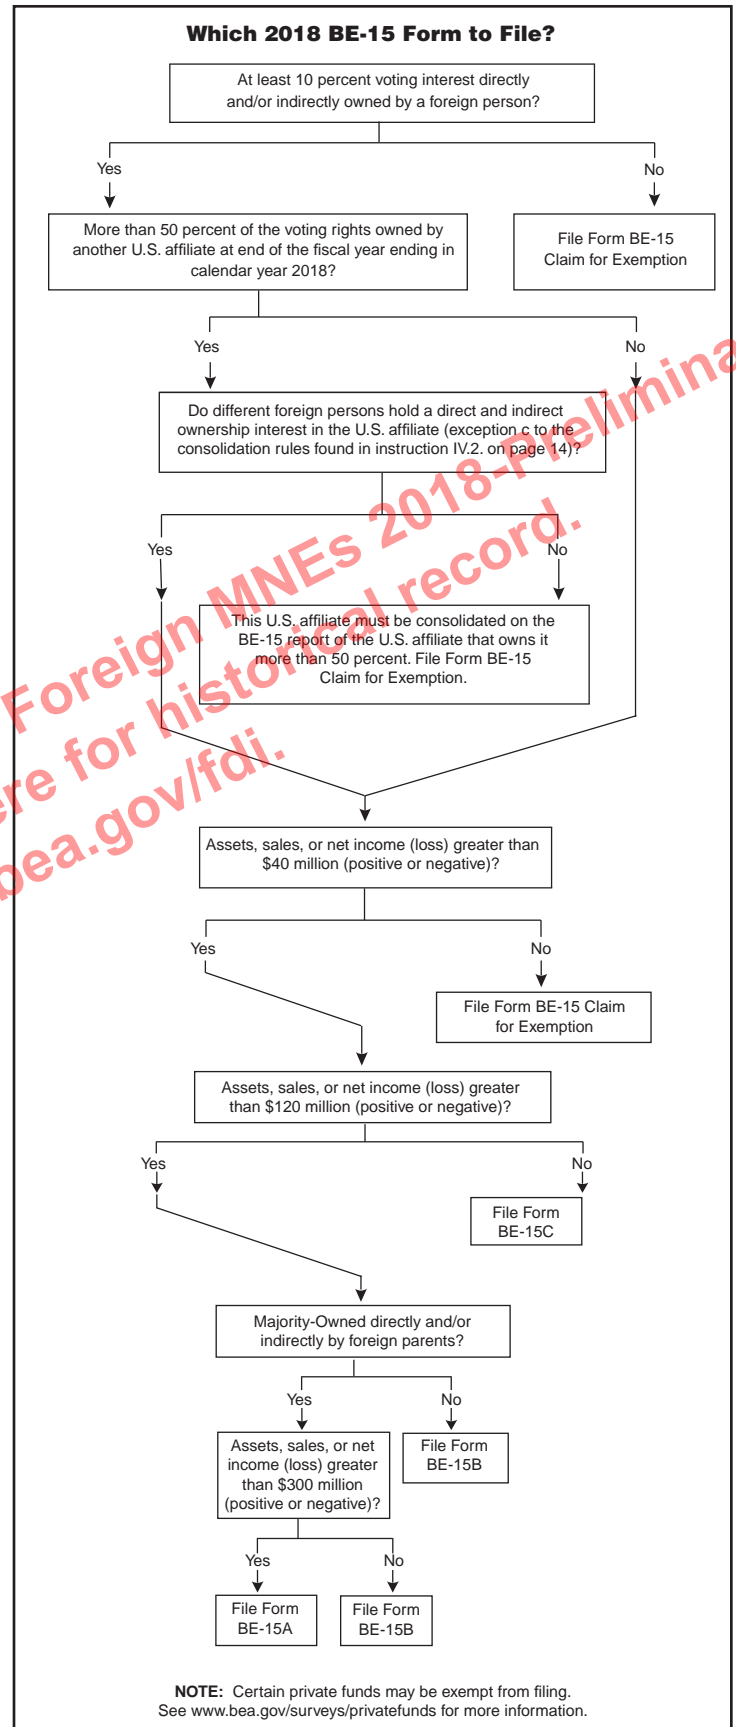 Which 2018 BE-15 Form to File?
At least 10 percent voting interest directly
and/or indirectly owned by a foreign person?
Yes
No
More than 50 percent of the voting rights owned by
another U.S. affiliate at end of the fiscal year ending in
calendar year 2018?
File Form BE-15
Claim for Exemption
Yes
No
Do different foreign persons hold a direct and indirect
ownership interest in the U.S. affiliate (exception c to the
consolidation rules found in instruction IV.2. on page 14)?
Yes
No
This U.S. affiliate must be consolidated on the
BE-15 report of the U.S. affiliate that owns it
more than 50 percent. File Form BE-15
Claim for Exemption.
Foreign MNEs 2018-Prelimina
ere for historical record.
bea.gov/fdi.
Assets, sales, or net income (loss) greater than
$40 million (positive or negative)?
Yes
No
File Form BE-15 Claim
for Exemption
Assets, sales, or net income (loss) greater
than $120 million (positive or negative)?
Yes
No
File Form
BE-15C
Majority-Owned directly and/or
indirectly by foreign parents?
Yes
No
Assets, sales, or net
income (loss) greater
than $300 million
(positive or negative)?
File Form
BE-15B
Yes
No
File Form
BE-15A
File Form
BE-15B
NOTE: Certain private funds may be exempt from filing.
See www.bea.gov/surveys/privatefunds for more information.